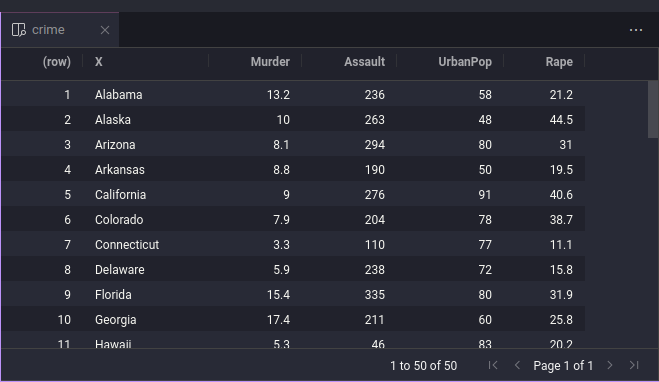 crime
(row) X Murder Assault UrbanPop Rape
1 Alabama 13.2 236 58 21.2
2 Alaska 10 263 48 44.5
3 Arizona 8.1 294 80 31
4 Arkansas 8.8 190 50 19.5
5 California 9 276 91 40.6
6 Colorado 7.9 204 78 38.7
7 Connecticut 3.3 110 77 11.1
8 Delaware 5.9 238 72 15.8
9 Florida 15.4 335 80 31.9
10 Georgia 17.4 211 60 25.8
11 Hawaii 5.3 46 83 20.2
1 to 50 of 50 Page 1 of 1